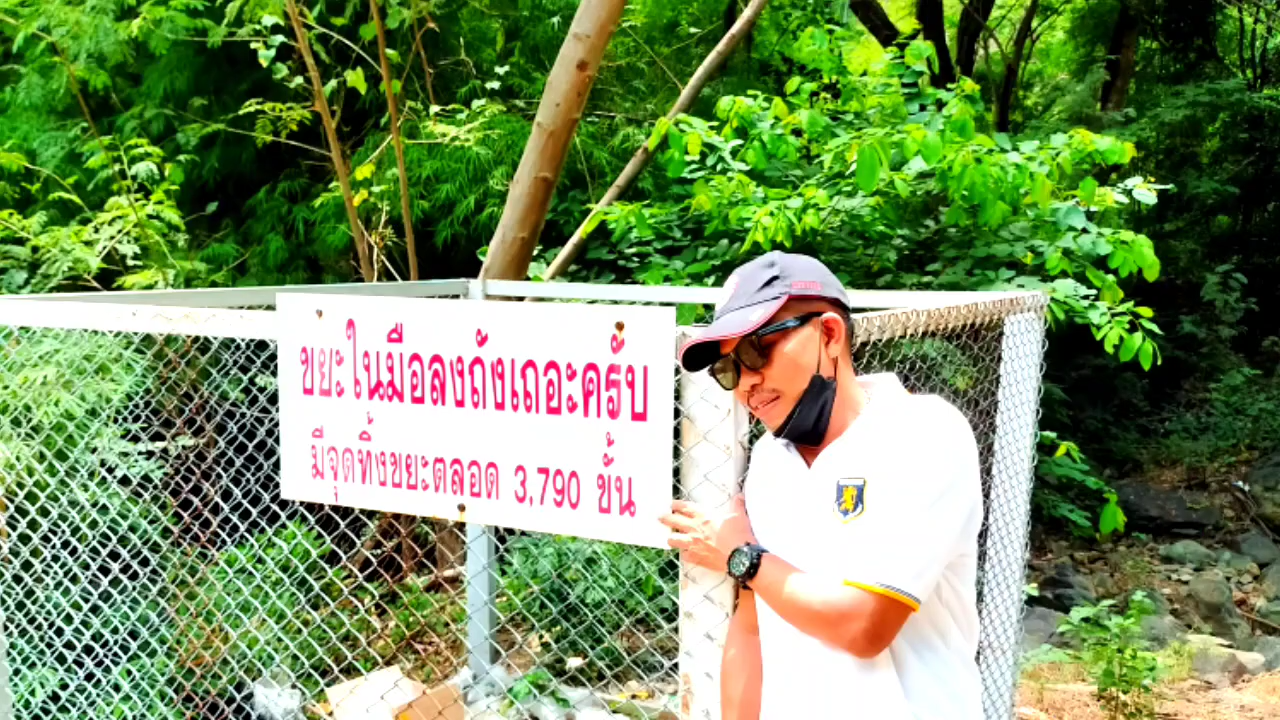 ขยะในมือลงถังเถอะครับ
มีจุดทิ้งขยะตลอด 3,790 ขั้น